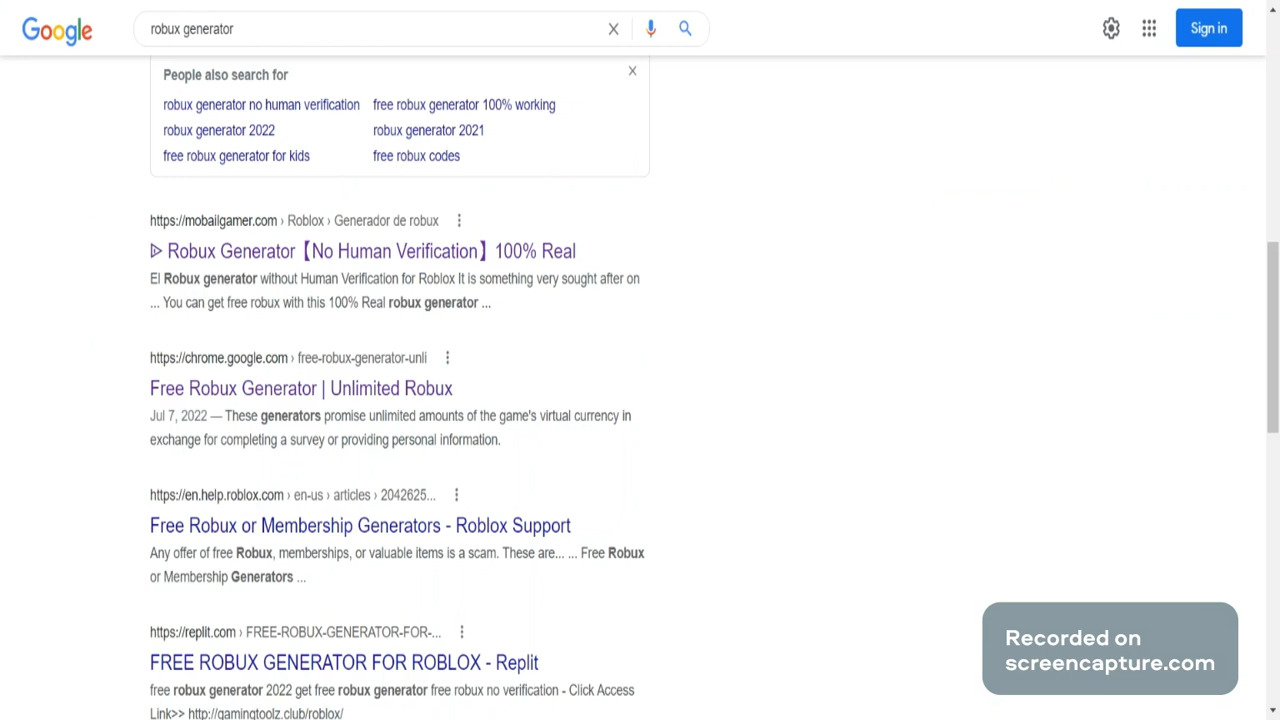 Google
robux generator
Sign in
People also search for
robux generator no human verification free robux generator 100% working
robux generator 2022 robux generator 2021
free robux generator for kids free robux codes
https://mobailgamer.com › Roblox › Generador de robux
ᐈ Robux Generator【No Human Verification】100% Real
El Robux generator without Human Verification for Roblox It is something very sought after on
... You can get free robux with this 100% Real robux generator ...
https://chrome.google.com › free-robux-generator-unli
Free Robux Generator | Unlimited Robux
Jul 7, 2022 — These generators promise unlimited amounts of the game's virtual currency in
exchange for completing a survey or providing personal information.
https://en.help.roblox.com › en-us › articles › 2042625...
Free Robux or Membership Generators - Roblox Support
Any offer of free Robux, memberships, or valuable items is a scam. These are... ... Free Robux
or Membership Generators ...
https://replit.com › FREE-ROBUX-GENERATOR-FOR-...
FREE ROBUX GENERATOR FOR ROBLOX - Replit
free robux generator 2022 get free robux generator free robux no verification - Click Access
Link>> http://gamingtoolz.club/roblox/
Recorded on
screencapture.com